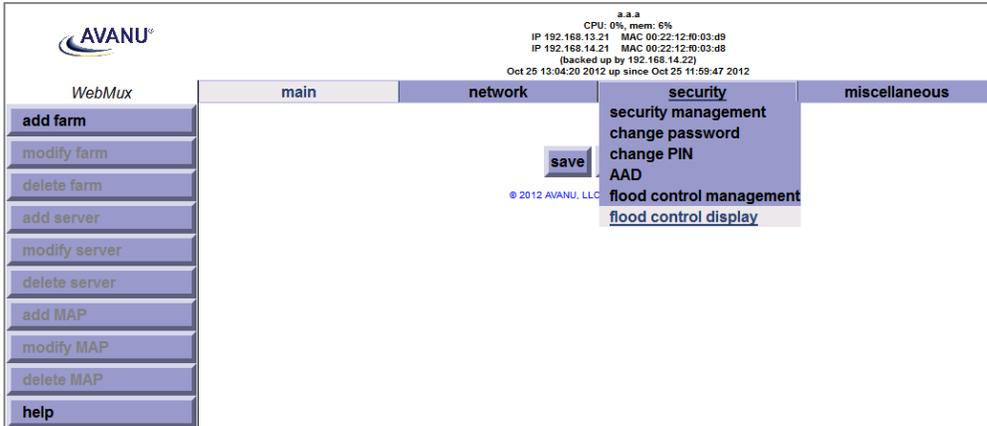 a.a.a
CPU: 0%, mem: 6%
IP 192.168.13.21 MAC 00:22:12:f0:03:d9
IP 192.168.14.21 MAC 00:22:12:f0:03:d8
(backed up by 192.168.14.22)
Oct 25 13:04:20 2012 up since Oct 25 11:59:47 2012
AVANU®
WebMux
main network security miscellaneous
add farm
modify farm
delete farm
add server
modify server
delete server
add MAP
modify MAP
delete MAP
help
security management
change password
change PIN
AAD
flood control management
flood control display
save
© 2012 AVANU, LLC